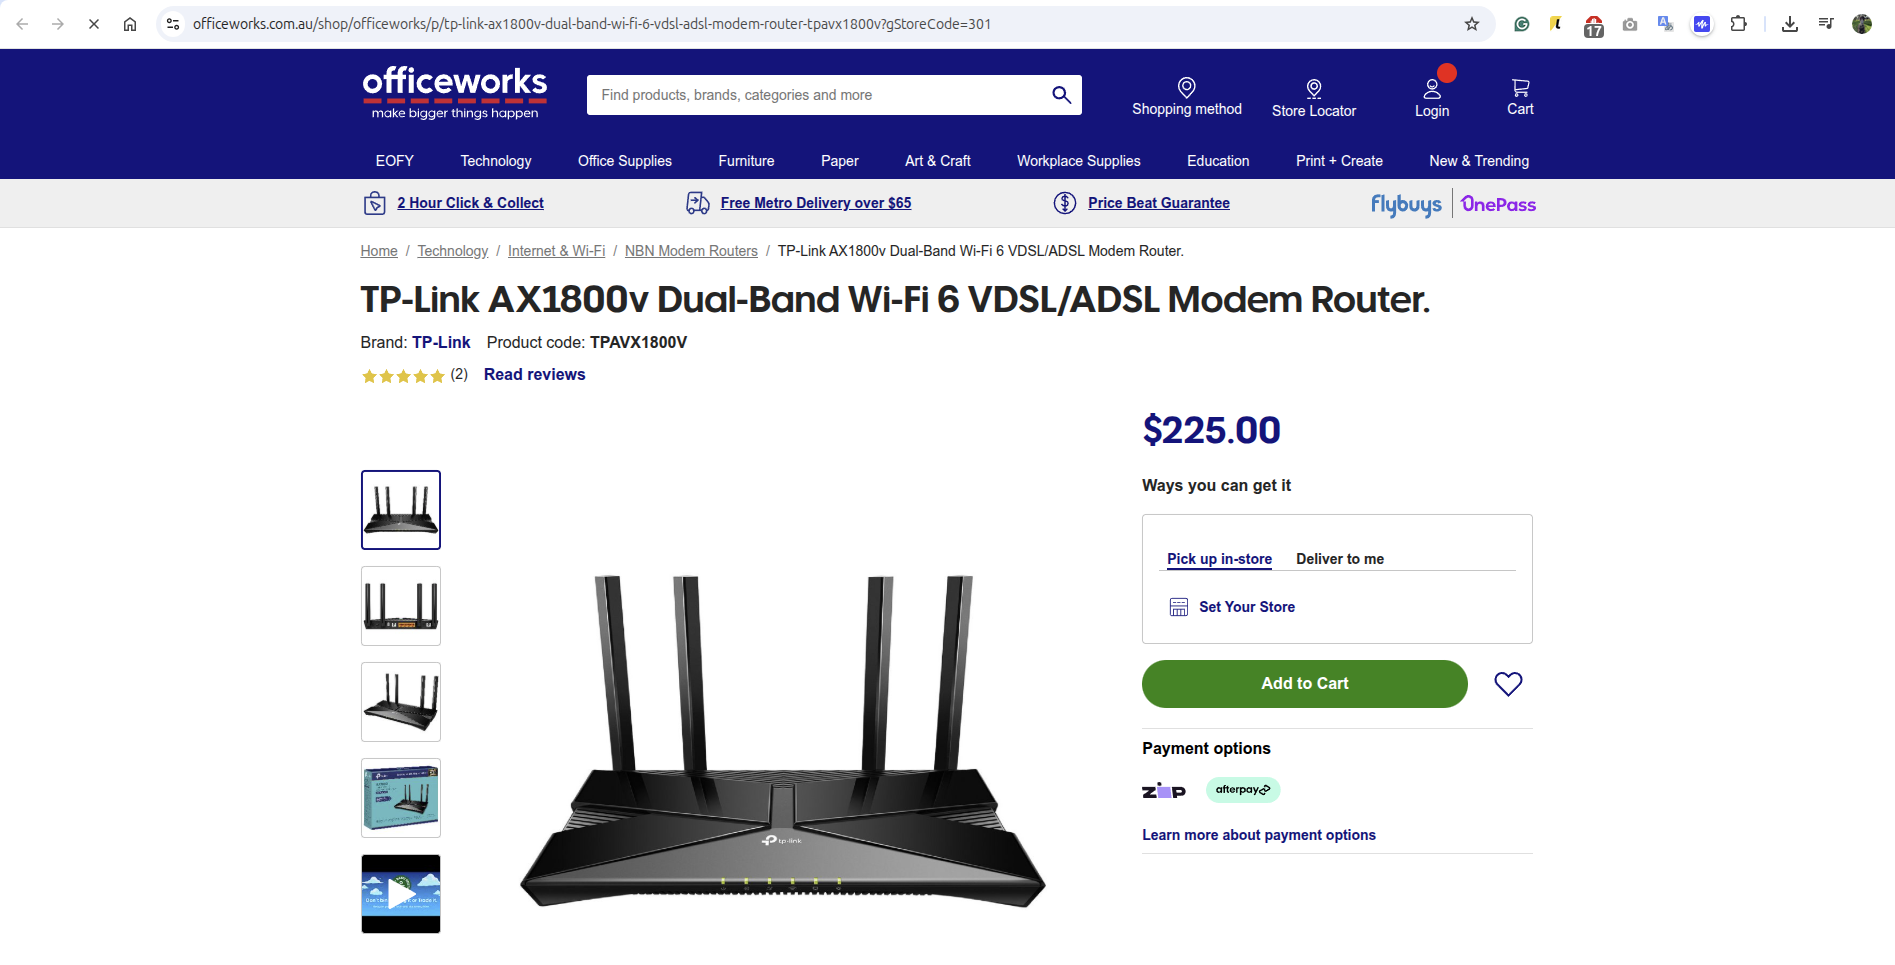 officeworks.com.au/shop/officeworks/p/tp-link-ax1800v-dual-band-wi-fi-6-vdsl-adsl-modem-router-tpavx1800v?gStoreCode=301
17
officeworks
make bigger things happen
Find products, brands, categories and more
Shopping method
Store Locator
Login
Cart
EOFY
Technology
Office Supplies
Furniture
Paper
Art & Craft
Workplace Supplies
Education
Print + Create
New & Trending
2 Hour Click & Collect
Free Metro Delivery over $65
Price Beat Guarantee
flybuys
OnePass
Home / Technology / Internet & Wi-Fi / NBN Modem Routers / TP-Link AX1800v Dual-Band Wi-Fi 6 VDSL/ADSL Modem Router.
TP-Link AX1800v Dual-Band Wi-Fi 6 VDSL/ADSL Modem Router.
Brand: TP-Link Product code: TPAVX1800V
(2) Read reviews
$225.00
Ways you can get it
Pick up in-store
Deliver to me
Set Your Store
Add to Cart
Payment options
zip
afterpay
Learn more about payment options
tp-link